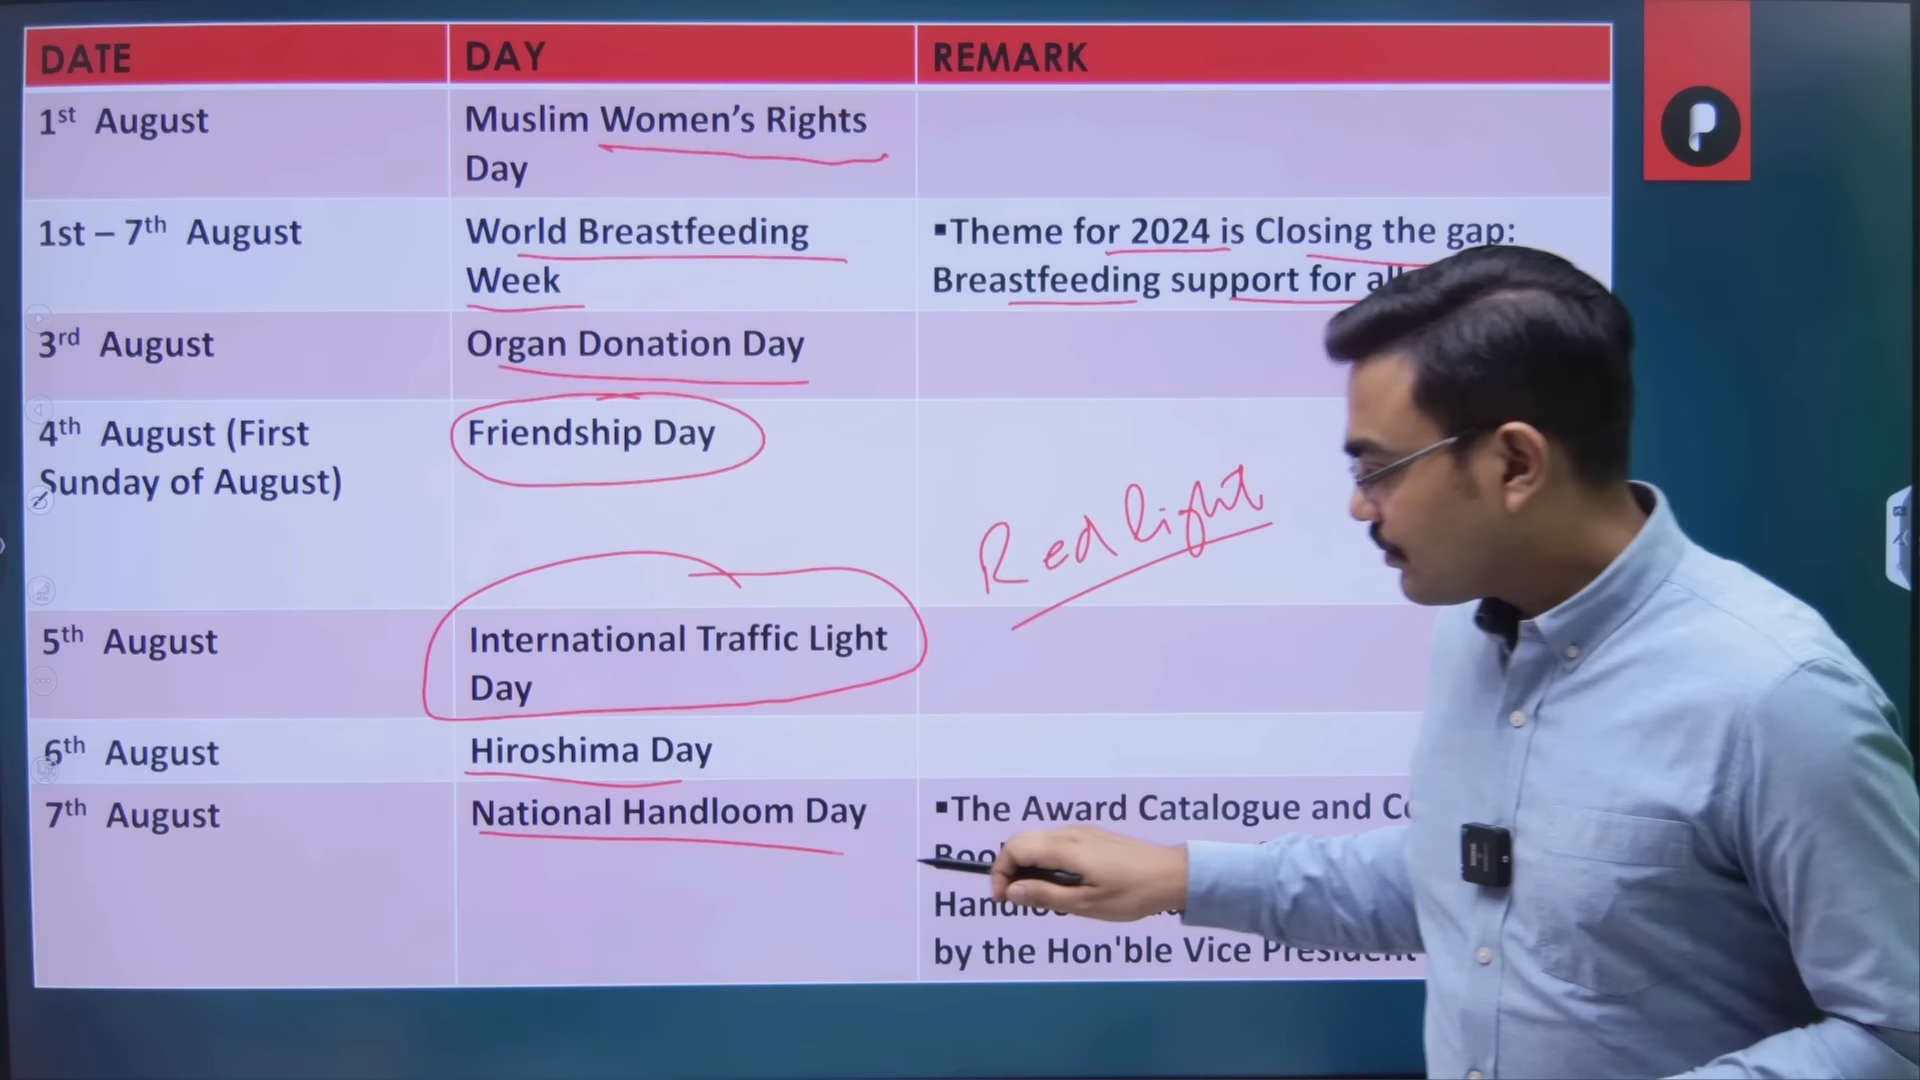 DATE DAY REMARK
1st August Muslim Women's Rights
Day
1st – 7th August World Breastfeeding ▪Theme for 2024 is Closing the gap:
Week Breastfeeding support for
3rd August Organ Donation Day
4th August (First Friendship Day
Sunday of August)
Redlight
5th August International Traffic Light
Day
6th August Hiroshima Day
7th August National Handloom Day ▪The Award Catalogue and
by the Hon'ble Vice President